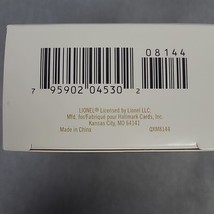 08144
7 95902 04530 2
LIONEL® Licensed by Lionel LLC.
Mfd. for/Fabriqué pour Hallmark Cards, Inc.
Kansas City, MO 64141
Made in China QXM8144